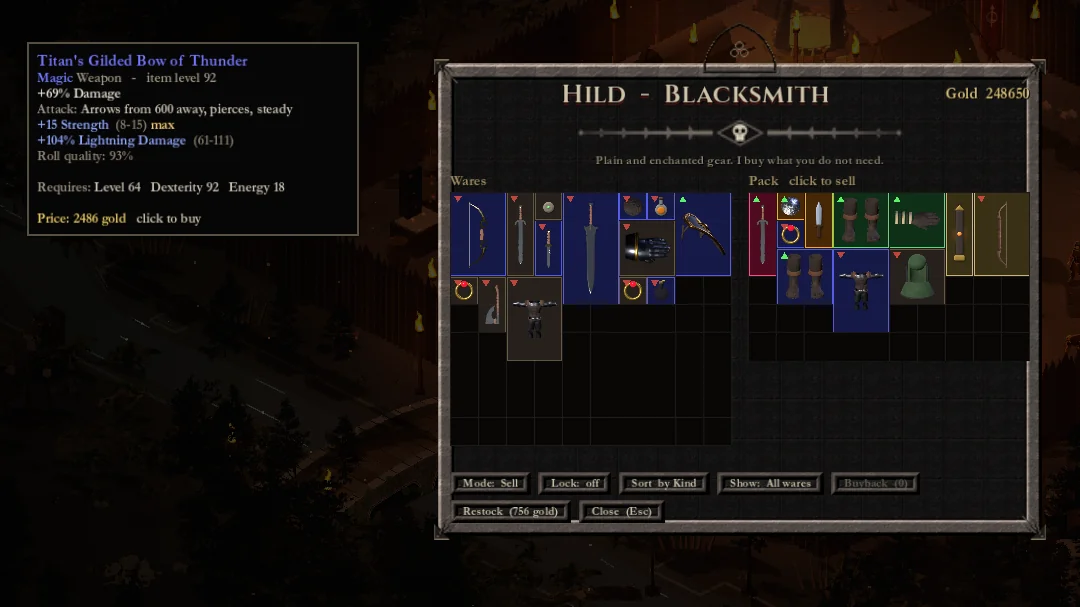 Titan's Gilded Bow of Thunder
Magic Weapon - item level 92
+69% Damage
Attack: Arrows from 600 away, pierces, steady
+15 Strength (8-15) max
+104% Lightning Damage (61-111)
Roll quality: 93%
Requires: Level 64 Dexterity 92 Energy 18
Price: 2486 gold click to buy
Hild - Blacksmith
Gold 248650
Plain and enchanted gear. I buy what you do not need.
Wares
Pack click to sell
Mode: Sell
Lock: off
Sort by Kind
Show: All wares
Buyback (0)
Restock (756 gold)
Close (Esc)